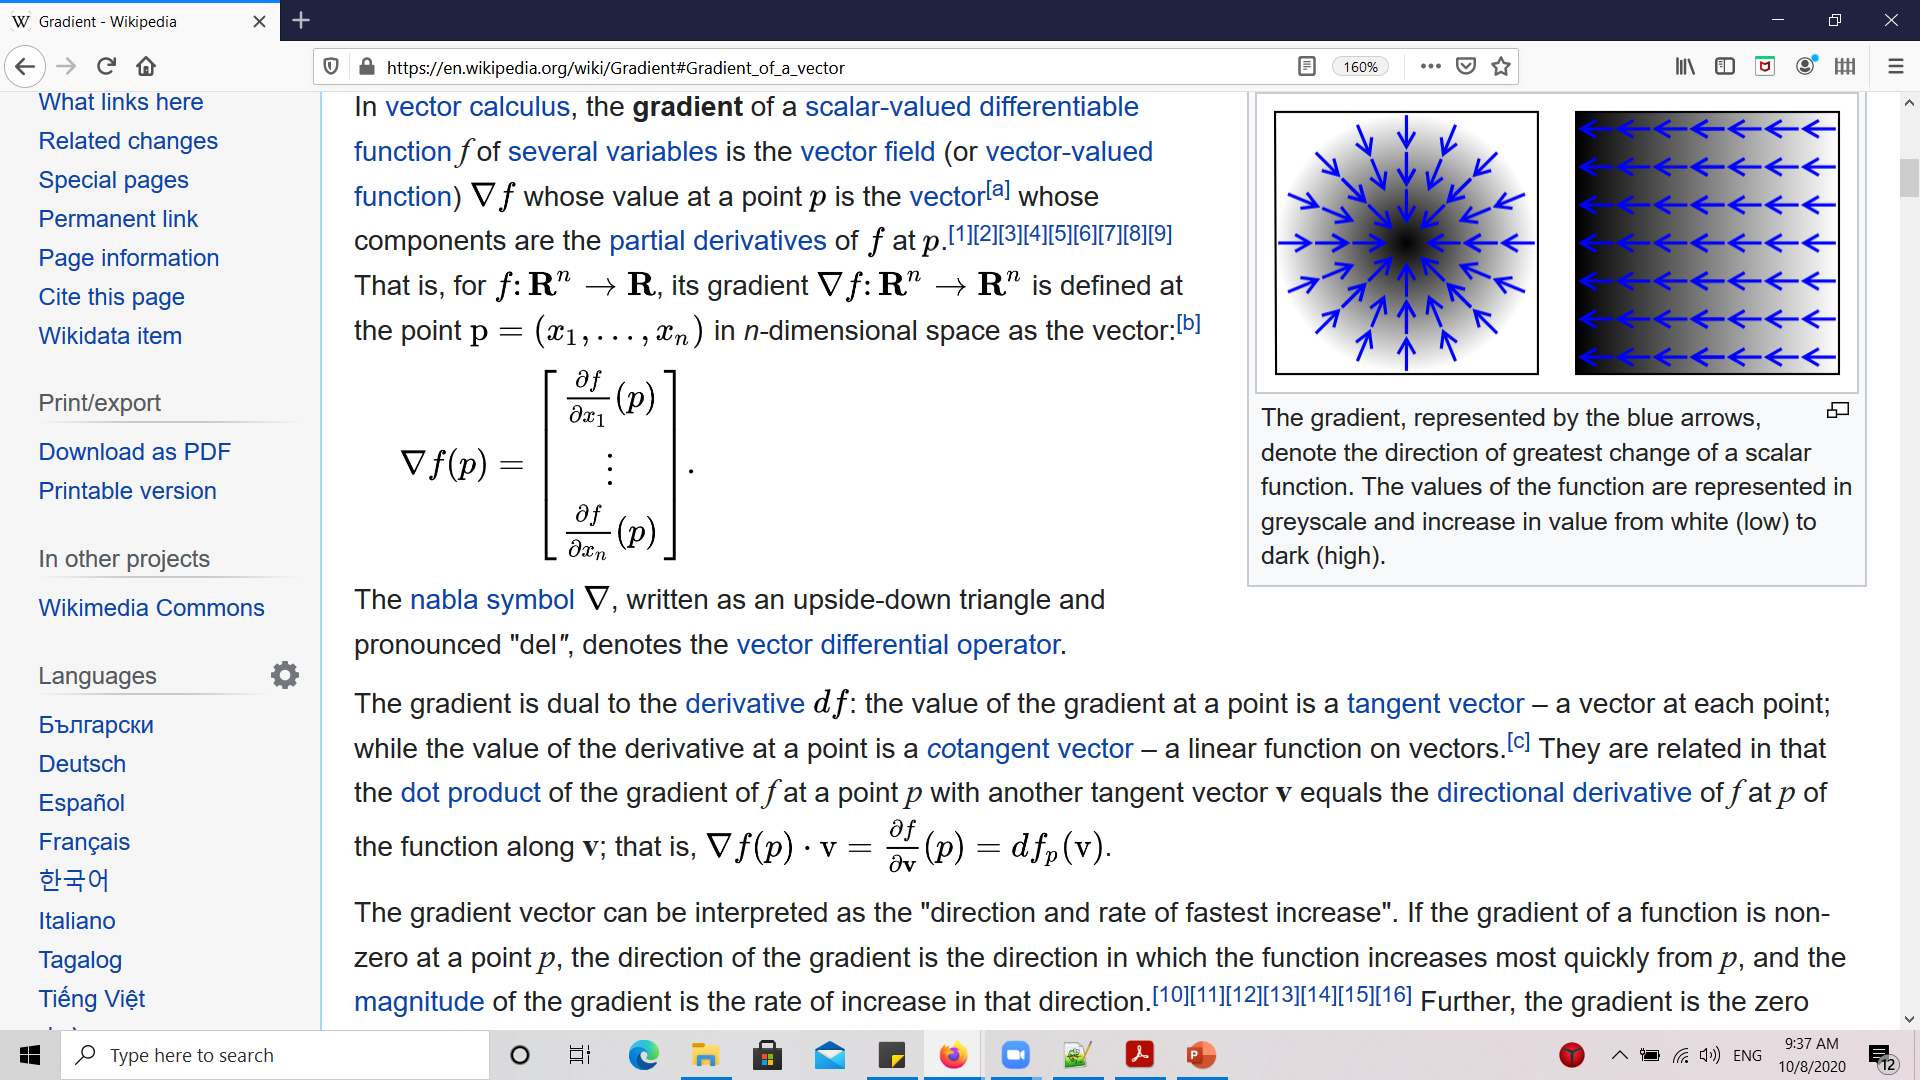 Gradient - Wikipedia
https://en.wikipedia.org/wiki/Gradient#Gradient_of_a_vector
160%
What links here
Related changes
Special pages
Permanent link
Page information
Cite this page
Wikidata item
Print/export
Download as PDF
Printable version
In other projects
Wikimedia Commons
Languages
Български
Deutsch
Español
Français
한국어
Italiano
Tagalog
Tiếng Việt
In vector calculus, the gradient of a scalar-valued differentiable
function f of several variables is the vector field (or vector-valued
function) ∇f whose value at a point p is the vector[a] whose
components are the partial derivatives of f at p.[1][2][3][4][5][6][7][8][9]
That is, for f: Rⁿ → R, its gradient ∇f: Rⁿ → Rⁿ is defined at
the point p = (x₁, . . . , xₙ) in n-dimensional space as the vector:[b]
∇f(p) = [ ∂f/∂x₁ (p) ⋮ ∂f/∂xₙ (p) ].
The nabla symbol ∇, written as an upside-down triangle and
pronounced "del", denotes the vector differential operator.
The gradient is dual to the derivative df: the value of the gradient at a point is a tangent vector – a vector at each point;
while the value of the derivative at a point is a cotangent vector – a linear function on vectors.[c] They are related in that
the dot product of the gradient of f at a point p with another tangent vector v equals the directional derivative of f at p of
the function along v; that is, ∇f(p) · v = ∂f/∂v (p) = dfₚ(v).
The gradient vector can be interpreted as the "direction and rate of fastest increase". If the gradient of a function is non-
zero at a point p, the direction of the gradient is the direction in which the function increases most quickly from p, and the
magnitude of the gradient is the rate of increase in that direction.[10][11][12][13][14][15][16] Further, the gradient is the zero
The gradient, represented by the blue arrows,
denote the direction of greatest change of a scalar
function. The values of the function are represented in
greyscale and increase in value from white (low) to
dark (high).
Type here to search
ENG
9:37 AM
10/8/2020
12